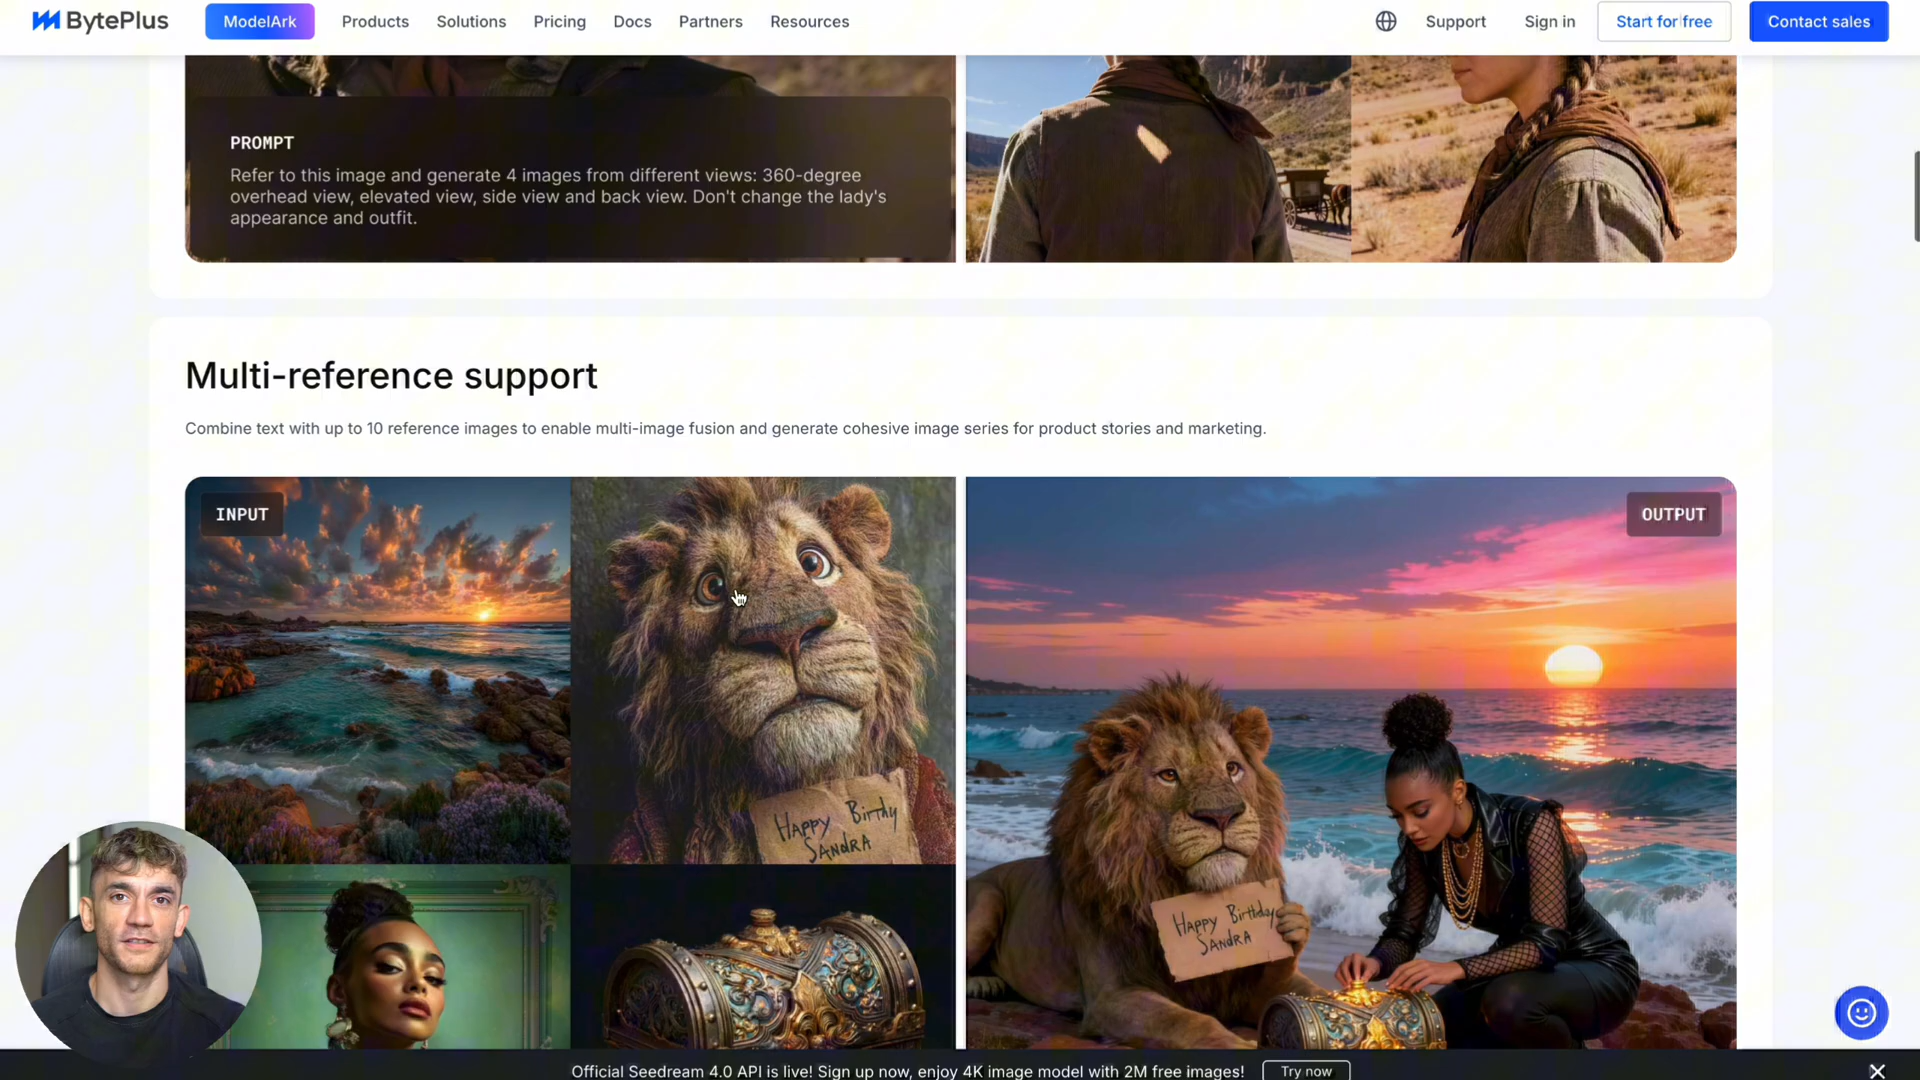 BytePlus
ModelArk
Products
Solutions
Pricing
Docs
Partners
Resources
Support
Sign in
Start for free
Contact sales
PROMPT
Refer to this image and generate 4 images from different views: 360-degree
overhead view, elevated view, side view and back view. Don't change the lady's
appearance and outfit.
Multi-reference support
Combine text with up to 10 reference images to enable multi-image fusion and generate cohesive image series for product stories and marketing.
INPUT
Happy Birthy
SANdRA
OUTPUT
Happy Birthday
SANdRA
Official Seedream 4.0 API is live! Sign up now, enjoy 4K image model with 2M free images!
Try now